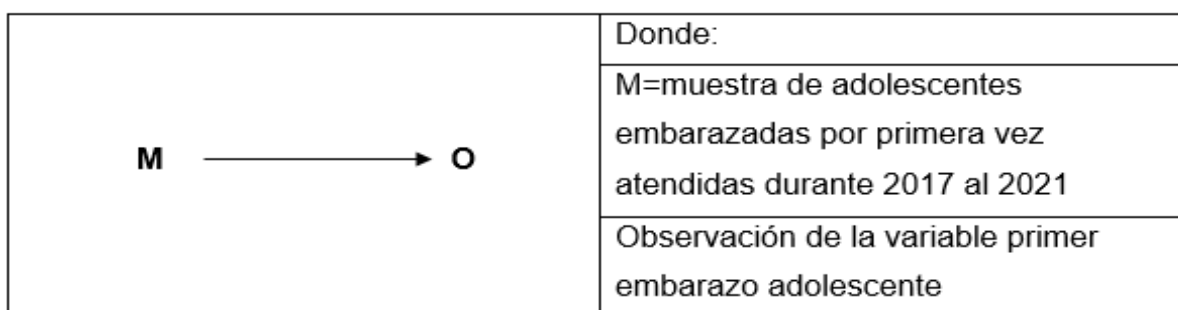 Donde:
M=muestra de adolescentes
embarazadas por primera vez
atendidas durante 2017 al 2021
M O
Observación de la variable primer
embarazo adolescente